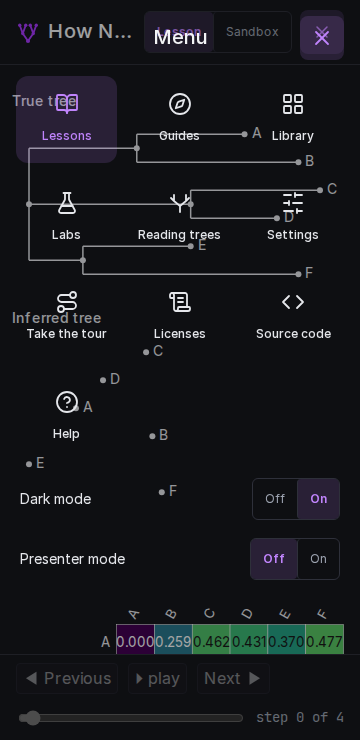 How N...
Lesson
Sandbox
Menu
True tree
Lessons
Guides
Library
A
B
C
D
E
F
Labs
Reading trees
Settings
Inferred tree
Take the tour
Licenses
Source code
C
D
A
B
E
F
Help
Dark mode
Off
On
Presenter mode
Off
On
A B C D E F
A 0.000 0.259 0.462 0.431 0.370 0.477
Previous
play
Next
step 0 of 4